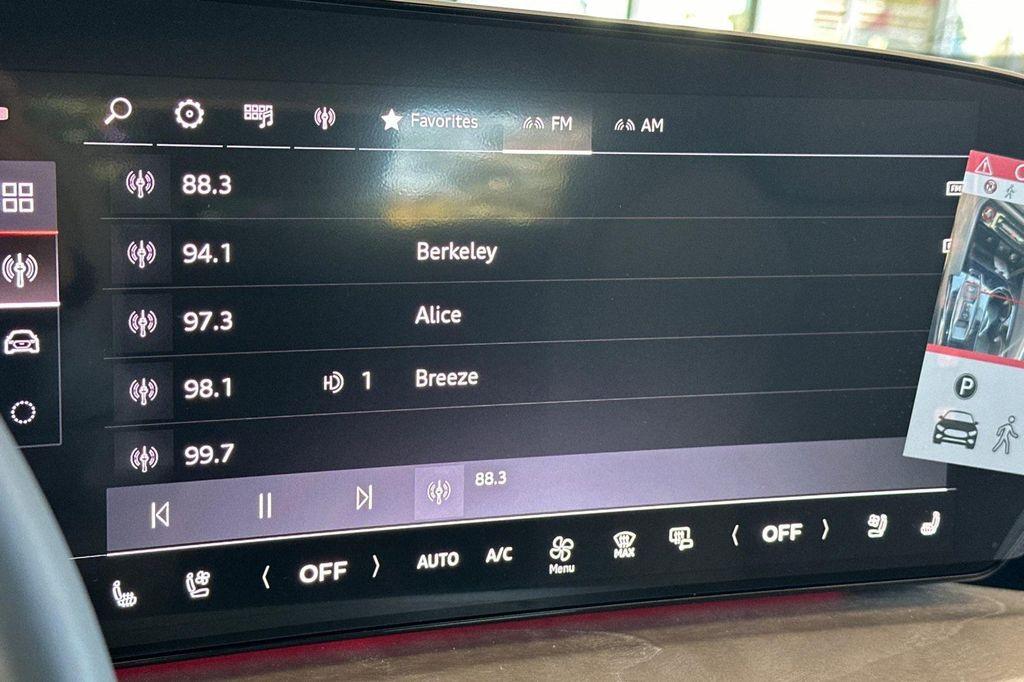 Favorites FM AM
88.3
94.1 Berkeley
97.3 Alice
98.1 HD 1 Breeze
99.7
88.3
OFF AUTO A/C Menu MAX OFF
P